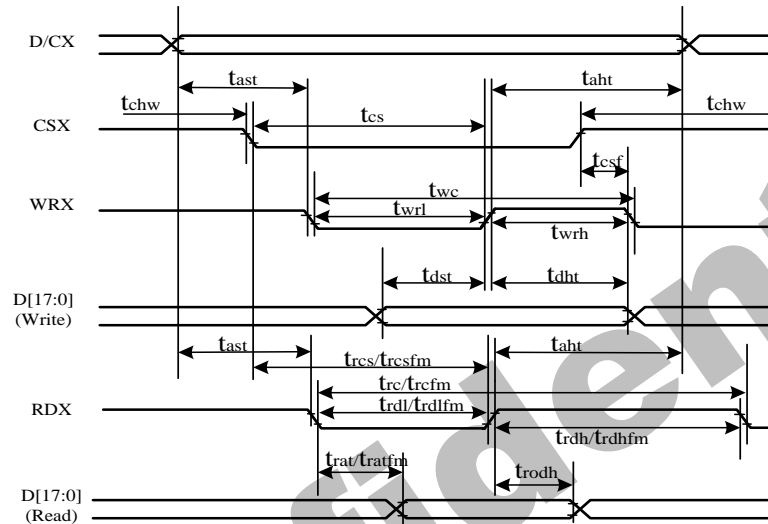 D/CX
tast
taht
tchw
tchw
tcs
CSX
tcsf
twc
WRX
twrl
twrh
tdst
tdht
D[17:0]
(Write)
tast
taht
trcs/trcsfm
trc/trcfm
RDX
trdl/trdlfm
trdh/trdhfm
trat/tratfm
trodh
D[17:0]
(Read)